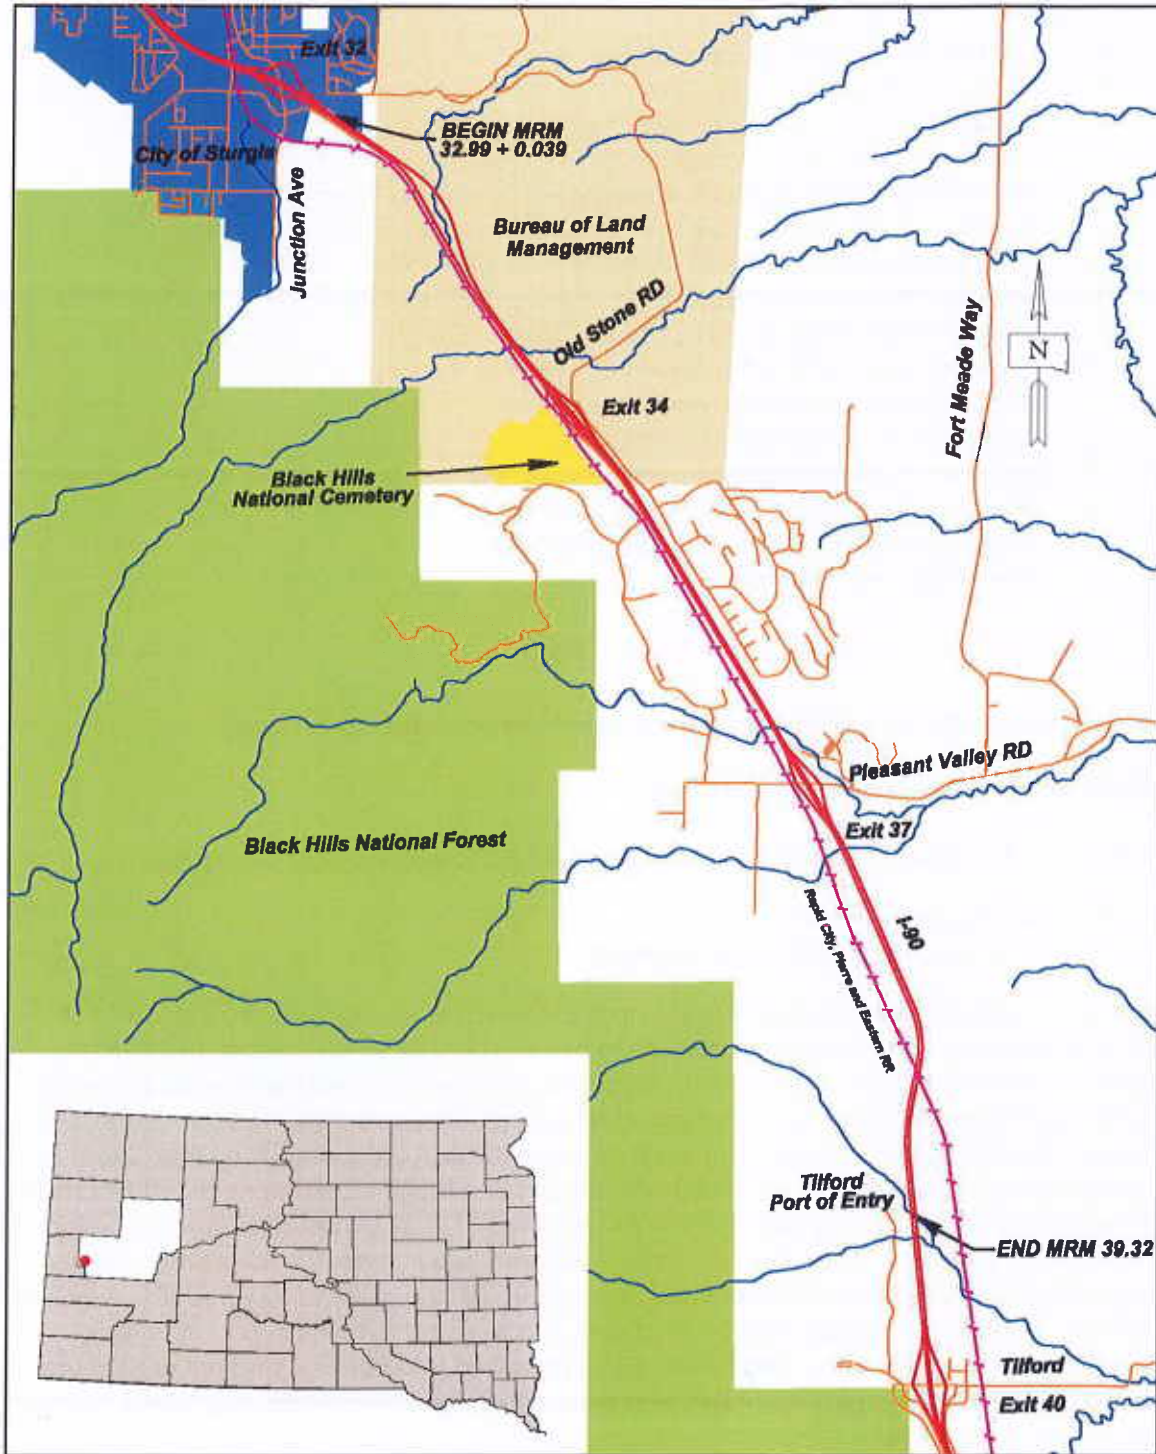 Exit 32
BEGIN MRM
32.99 + 0.039
City of Sturgis
Junction Ave
Bureau of Land
Management
Old Stone RD
Fort Meade Way
N
Exit 34
Black Hills
National Cemetery
Pleasant Valley RD
Exit 37
Black Hills National Forest
I-90
Rapid City, Pierre and Eastern RR
Tilford
Port of Entry
END MRM 39.32
Tilford
Exit 40